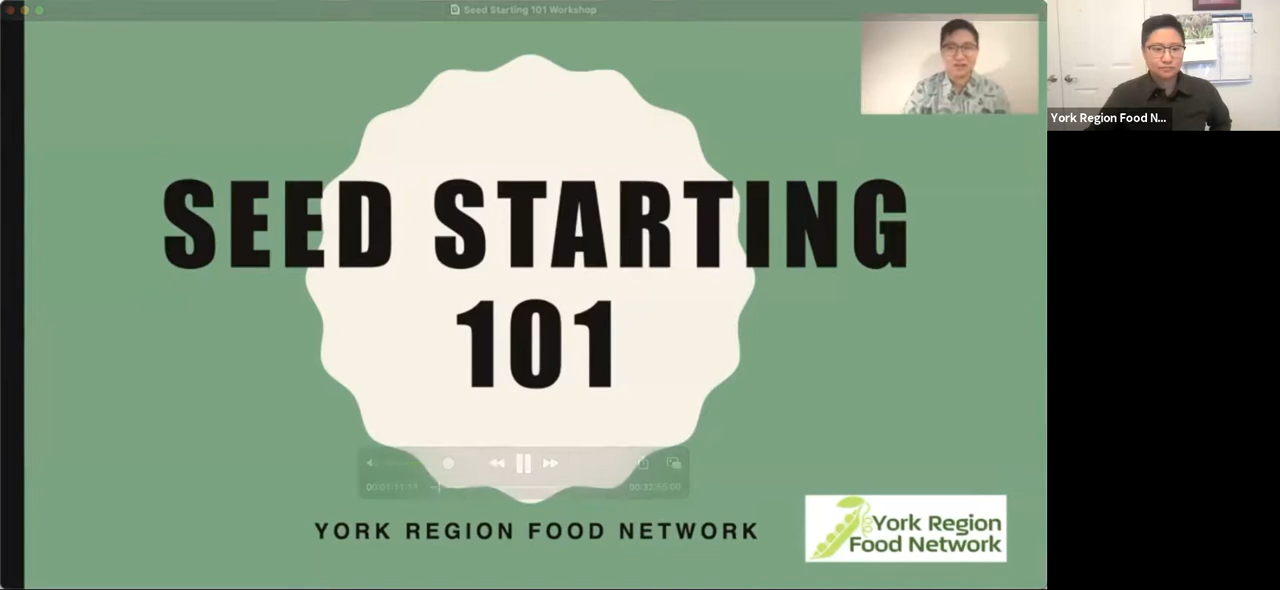 Seed Starting 101 Workshop
York Region Food N...
SEED STARTING
101
YORK REGION FOOD NETWORK
York Region
Food Network